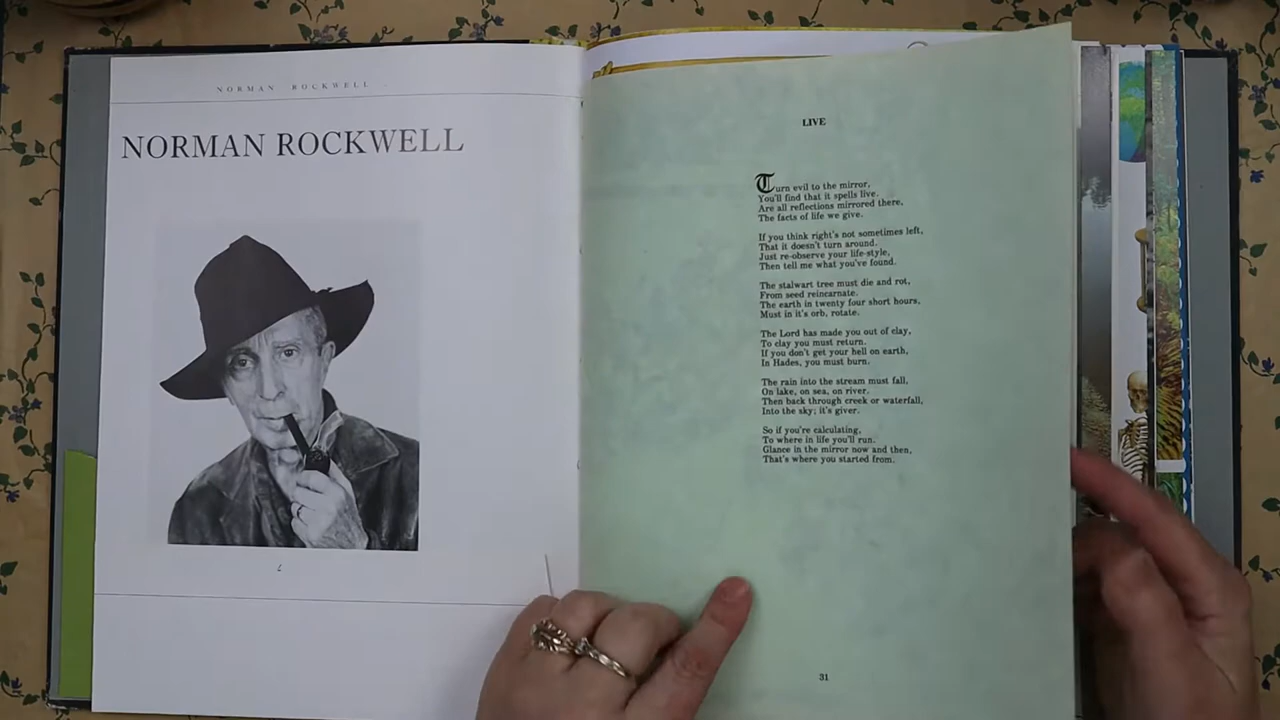 NORMAN ROCKWELL
NORMAN ROCKWELL
6
LIVE
Turn evil to the mirror,
You'll find that it spells live.
Are all reflections mirrored there,
The facts of life we give.
If you think right's not sometimes left,
That it doesn't turn around.
Just re-observe your life-style,
Then tell me what you've found.
The stalwart tree must die and rot,
From seed reincarnate.
The earth in twenty four short hours,
Must in it's orb, rotate.
The Lord has made you out of clay,
To clay you must return.
If you don't get your hell on earth,
In Hades, you must burn.
The rain into the stream must fall,
On lake, on sea, on river.
Then back through creek or waterfall,
Into the sky; it's giver.
So if you're calculating,
To where in life you'll run.
Glance in the mirror now and then,
That's where you started from.
31